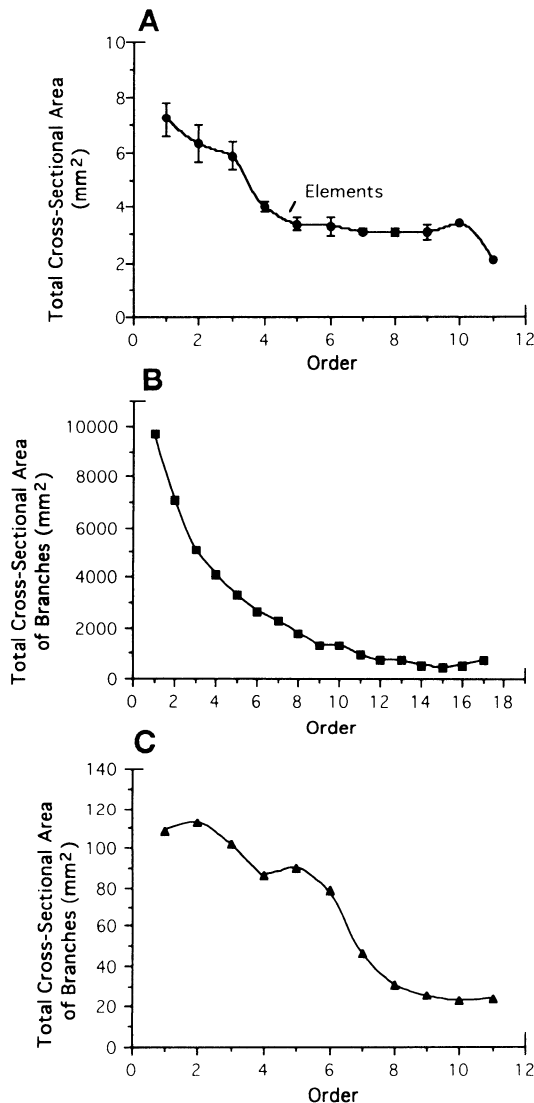 A
10
8
6
4
2
0
Total Cross-Sectional Area
(mm2)
Elements
0 2 4 6 8 10 12
Order
B
10000
8000
6000
4000
2000
0
Total Cross-Sectional Area
of Branches (mm2)
0 2 4 6 8 10 12 14 16 18
Order
C
140
120
100
80
60
40
20
0
Total Cross-Sectional Area
of Branches (mm2)
0 2 4 6 8 10 12
Order